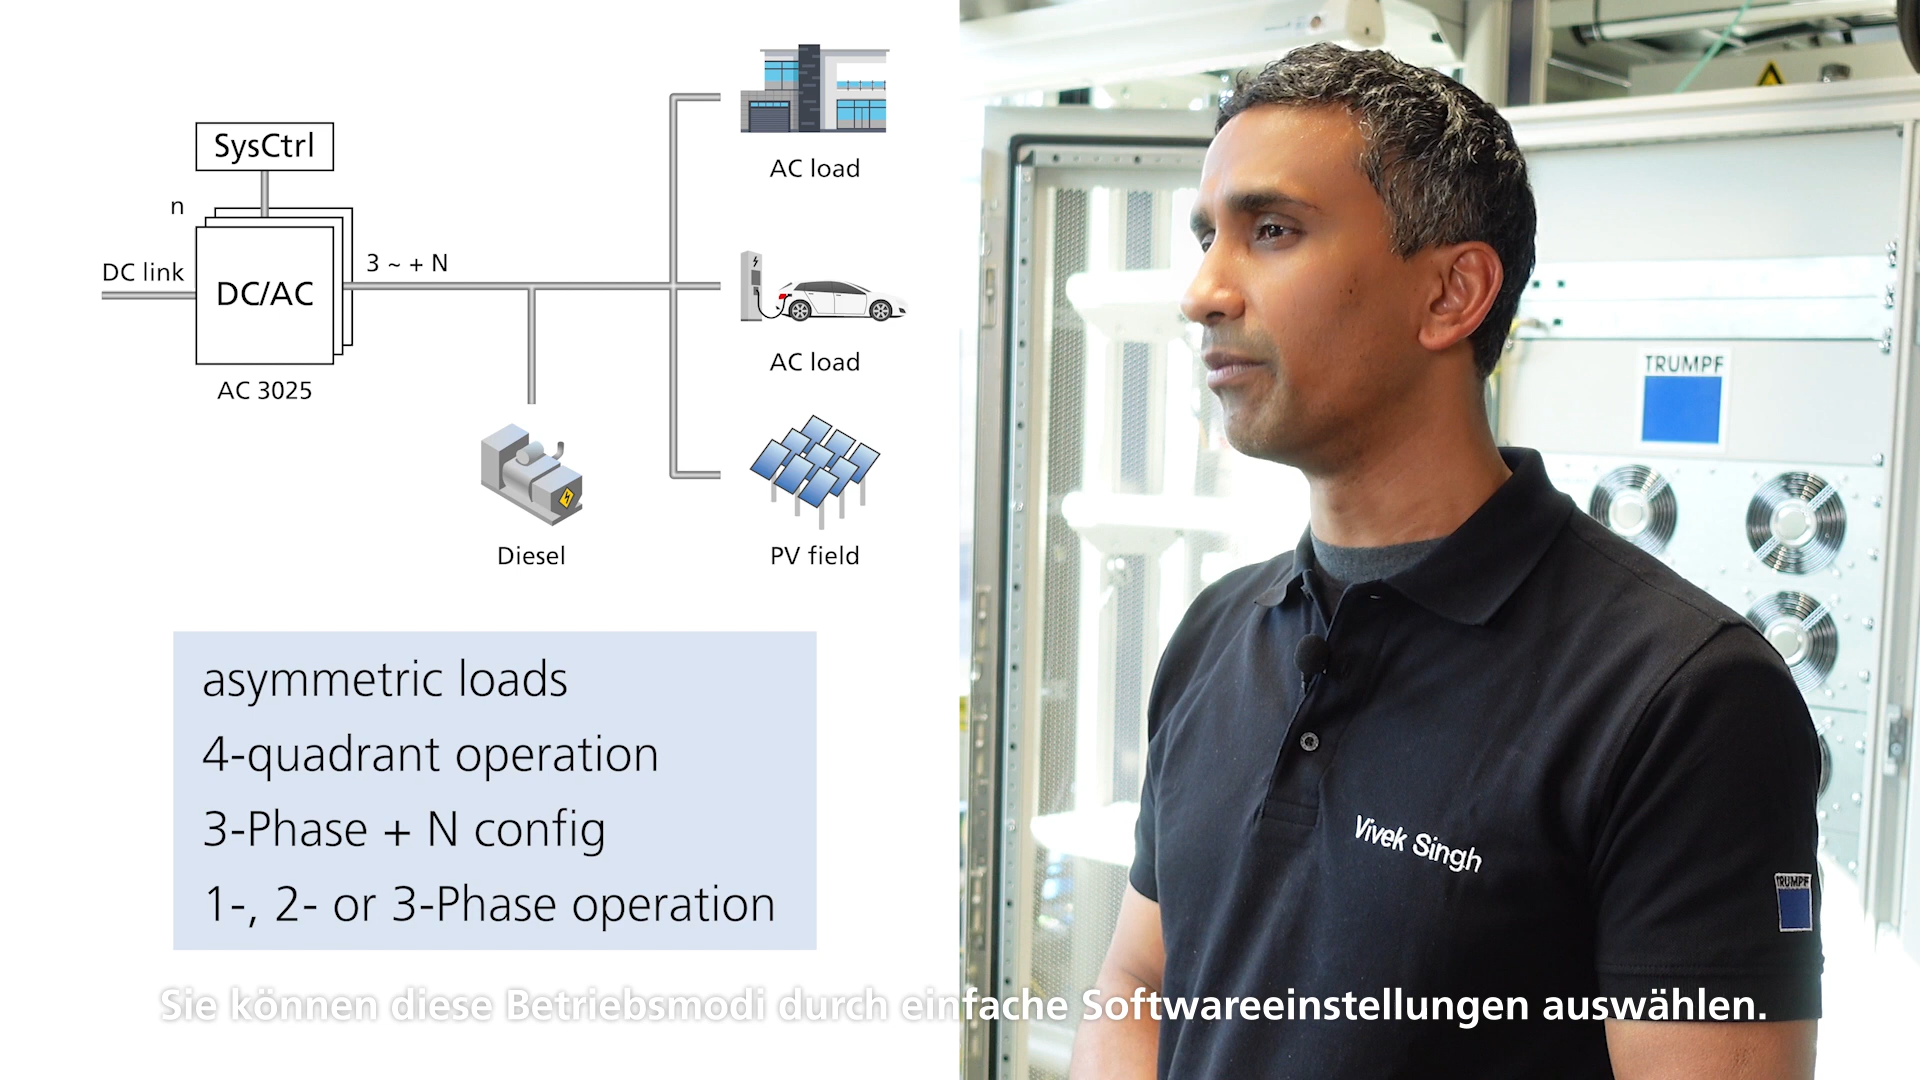 SysCtrl
n
DC link
DC/AC
3 ~ + N
AC 3025
AC load
AC load
Diesel
PV field
asymmetric loads
4-quadrant operation
3-Phase + N config
1-, 2- or 3-Phase operation
TRUMPF
Vivek Singh
TRUMPF
Sie können diese Betriebsmodi durch einfache Softwareeinstellungen auswählen.